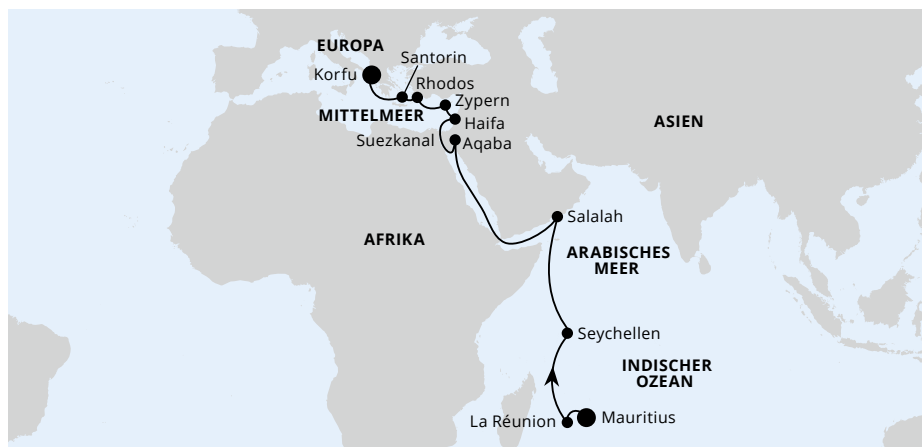 EUROPA
Santorin
Korfu
Rhodos
Zypern
MITTELMEER
Haifa
Suezkanal
Aqaba
ASIEN
Salalah
AFRIKA
ARABISCHES
MEER
Seychellen
INDISCHER
OZEAN
La Réunion
Mauritius